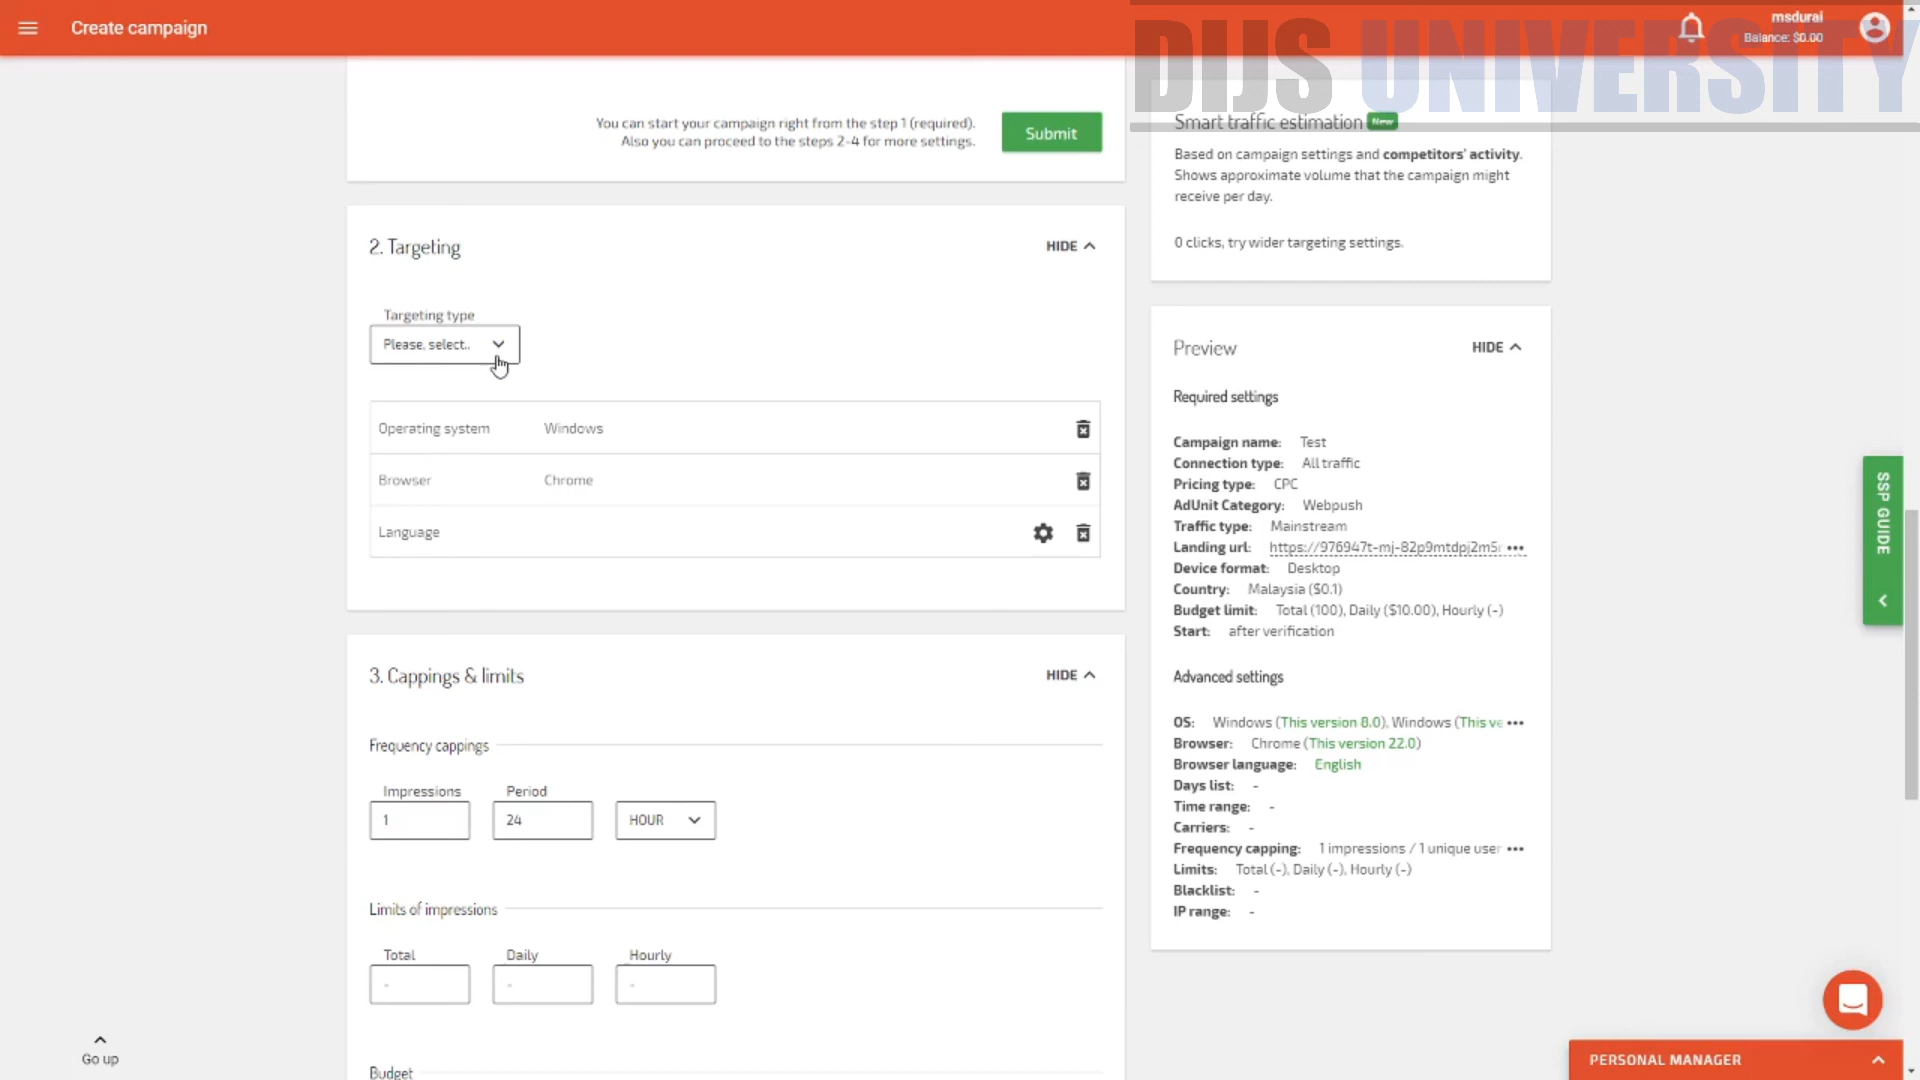 Create campaign
msdurai
Balance: $0.00
DIJS UNIVERSITY
You can start your campaign right from the step 1 (required).
Also you can proceed to the steps 2-4 for more settings.
Submit
Smart traffic estimation New
Based on campaign settings and competitors' activity.
Shows approximate volume that the campaign might
receive per day.
0 clicks, try wider targeting settings.
2. Targeting
HIDE
Targeting type
Please, select..
Operating system Windows
Browser Chrome
Language
3. Cappings & limits
HIDE
Frequency cappings
Impressions Period
1 24 HOUR
Limits of impressions
Total Daily Hourly
- - -
Budget
Go up
Preview
HIDE
Required settings
Campaign name: Test
Connection type: All traffic
Pricing type: CPC
AdUnit Category: Webpush
Traffic type: Mainstream
Landing url: https://976947t-mj-82p9mtdpj2m5r •••
Device format: Desktop
Country: Malaysia ($0.1)
Budget limit: Total (100), Daily ($10.00), Hourly (-)
Start: after verification
Advanced settings
OS: Windows (This version 8.0), Windows (This ve •••
Browser: Chrome (This version 22.0)
Browser language: English
Days list: -
Time range: -
Carriers: -
Frequency capping: 1 impressions / 1 unique user •••
Limits: Total (-), Daily (-), Hourly (-)
Blacklist: -
IP range: -
SSP GUIDE
PERSONAL MANAGER